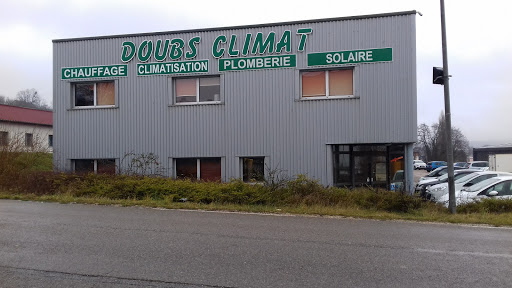 DOUBS CLIMAT
CHAUFFAGE CLIMATISATION PLOMBERIE SOLAIRE